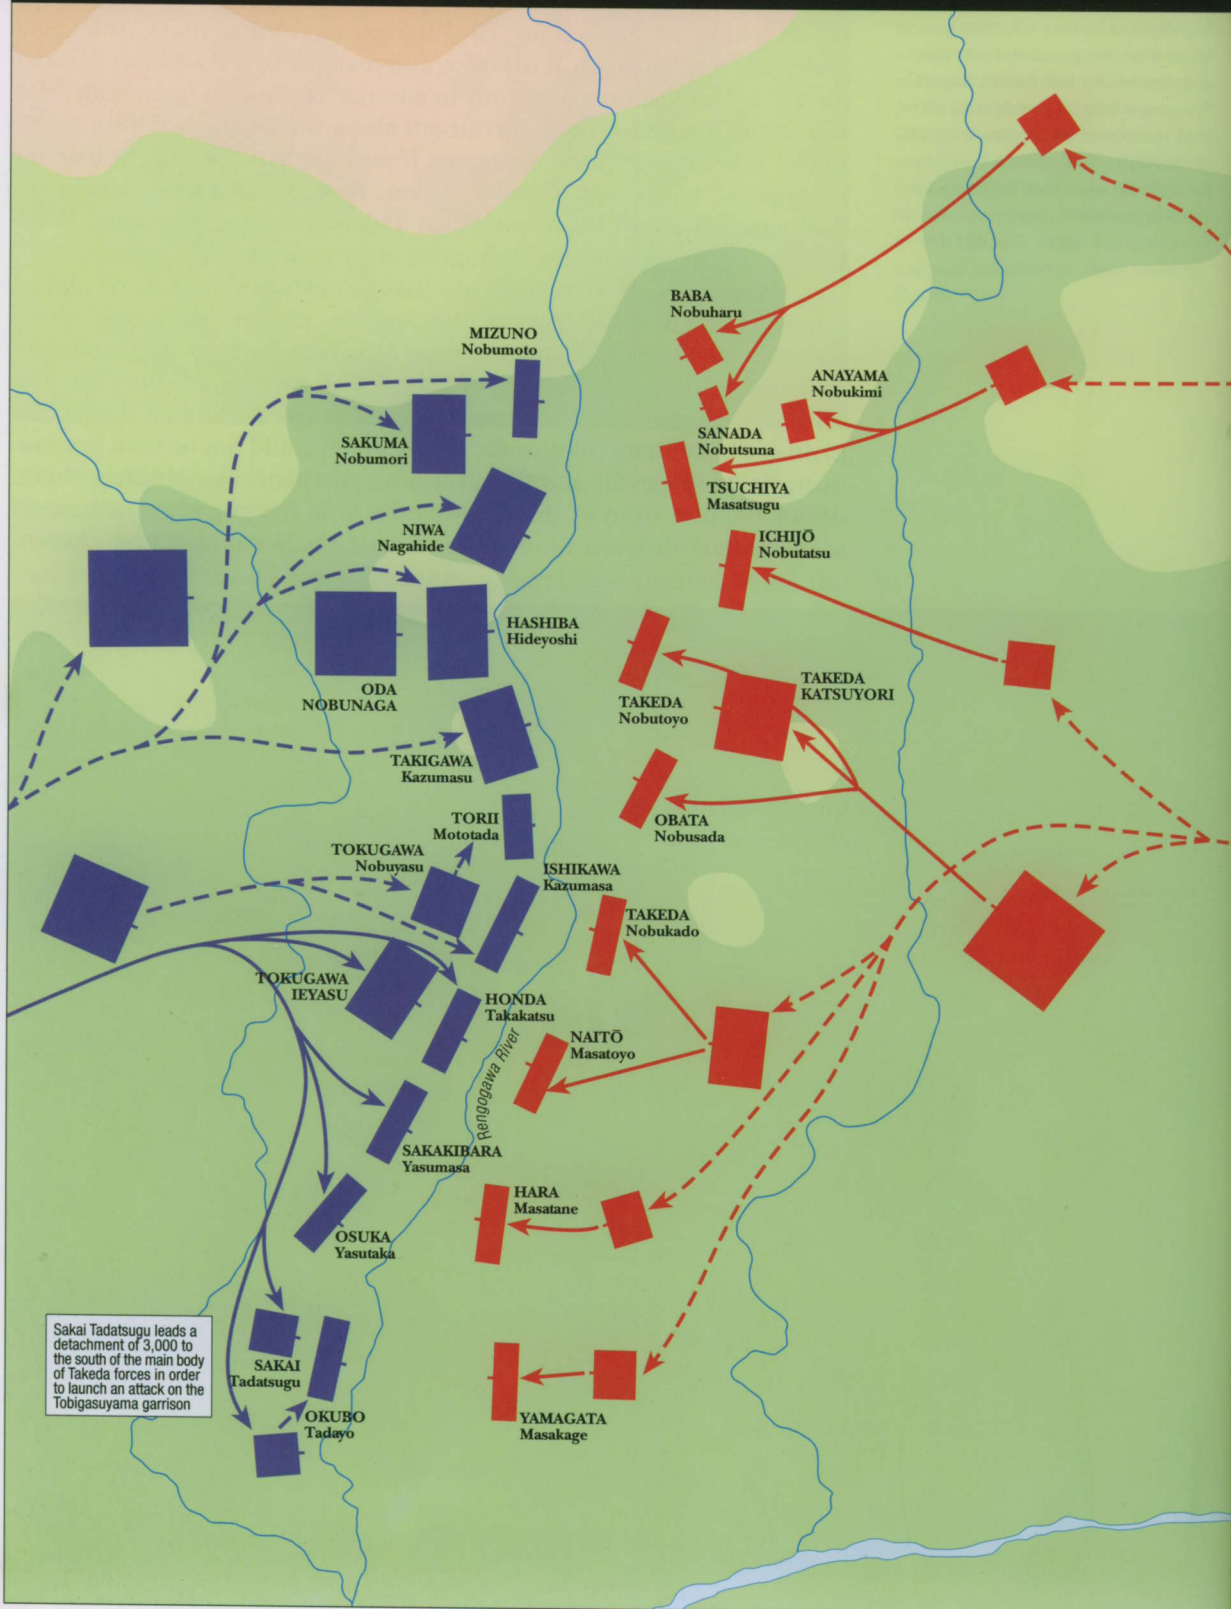 BABA
Nobuharu
MIZUNO
Nobumoto
ANAYAMA
Nobukimi
SAKUMA
Nobumori
SANADA
Nobutsuna
TSUCHIYA
Masatsugu
NIWA
Nagahide
ICHIJŌ
Nobutatsu
HASHIBA
Hideyoshi
ODA
NOBUNAGA
TAKEDA
Nobutoyo
TAKEDA
KATSUYORI
TAKIGAWA
Kazumasu
TORII
Mototada
OBATA
Nobusada
TOKUGAWA
Nobuyasu
ISHIKAWA
Kazumasa
TAKEDA
Nobukado
TOKUGAWA
IEYASU
HONDA
Takakatsu
Rengogawa River
NAITŌ
Masatoyo
SAKAKIBARA
Yasumasa
HARA
Masatane
OSUKA
Yasutaka
Sakai Tadatsugu leads a
detachment of 3,000 to
the south of the main body
of Takeda forces in order
to launch an attack on the
Tobigasuyama garrison
SAKAI
Tadatsugu
OKUBO
Tadayo
YAMAGATA
Masakage